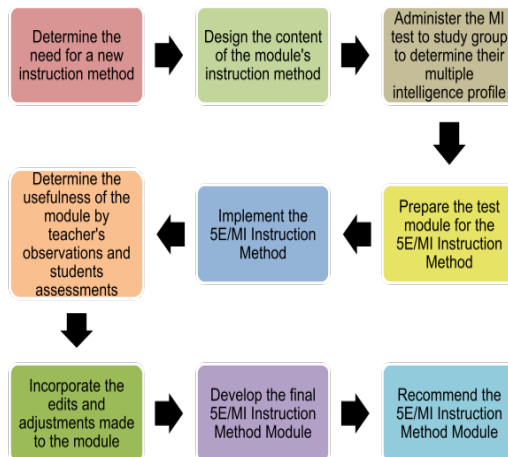 Determine the
need for a new
instruction method
Design the content
of the module's
instruction method
Administer the MI
test to study group
to determine their
multiple
intelligence profile
Prepare the test
module for the
5E/MI Instruction
Method
Implement the
5E/MI Instruction
Method
Determine the
usefulness of the
module by
teacher's
observations and
students
assessments
Incorporate the
edits and
adjustments made
to the module
Develop the final
5E/MI Instruction
Method Module
Recommend the
5E/MI Instruction
Method Module